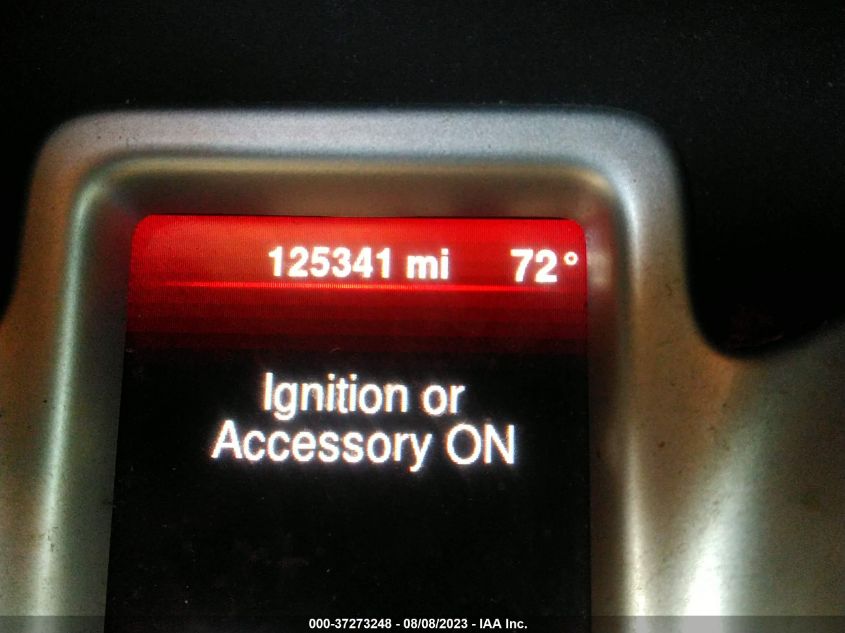 125341 mi 72°
Ignition or
Accessory ON
000-37273248 - 08/08/2023 - IAA Inc.